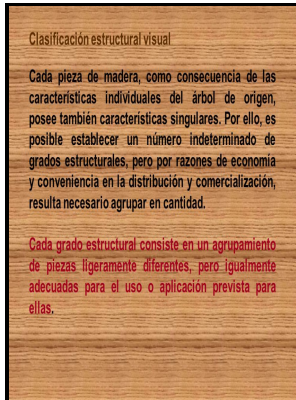 Clasificación estructural visual
Cada pieza de madera, como consecuencia de las
características individuales del árbol de origen,
posee también características singulares. Por ello, es
posible establecer un número indeterminado de
grados estructurales, pero por razones de economía
y conveniencia en la distribución y comercialización,
resulta necesario agrupar en cantidad.
Cada grado estructural consiste en un agrupamiento
de piezas ligeramente diferentes, pero igualmente
adecuadas para el uso o aplicación prevista para
ellas.